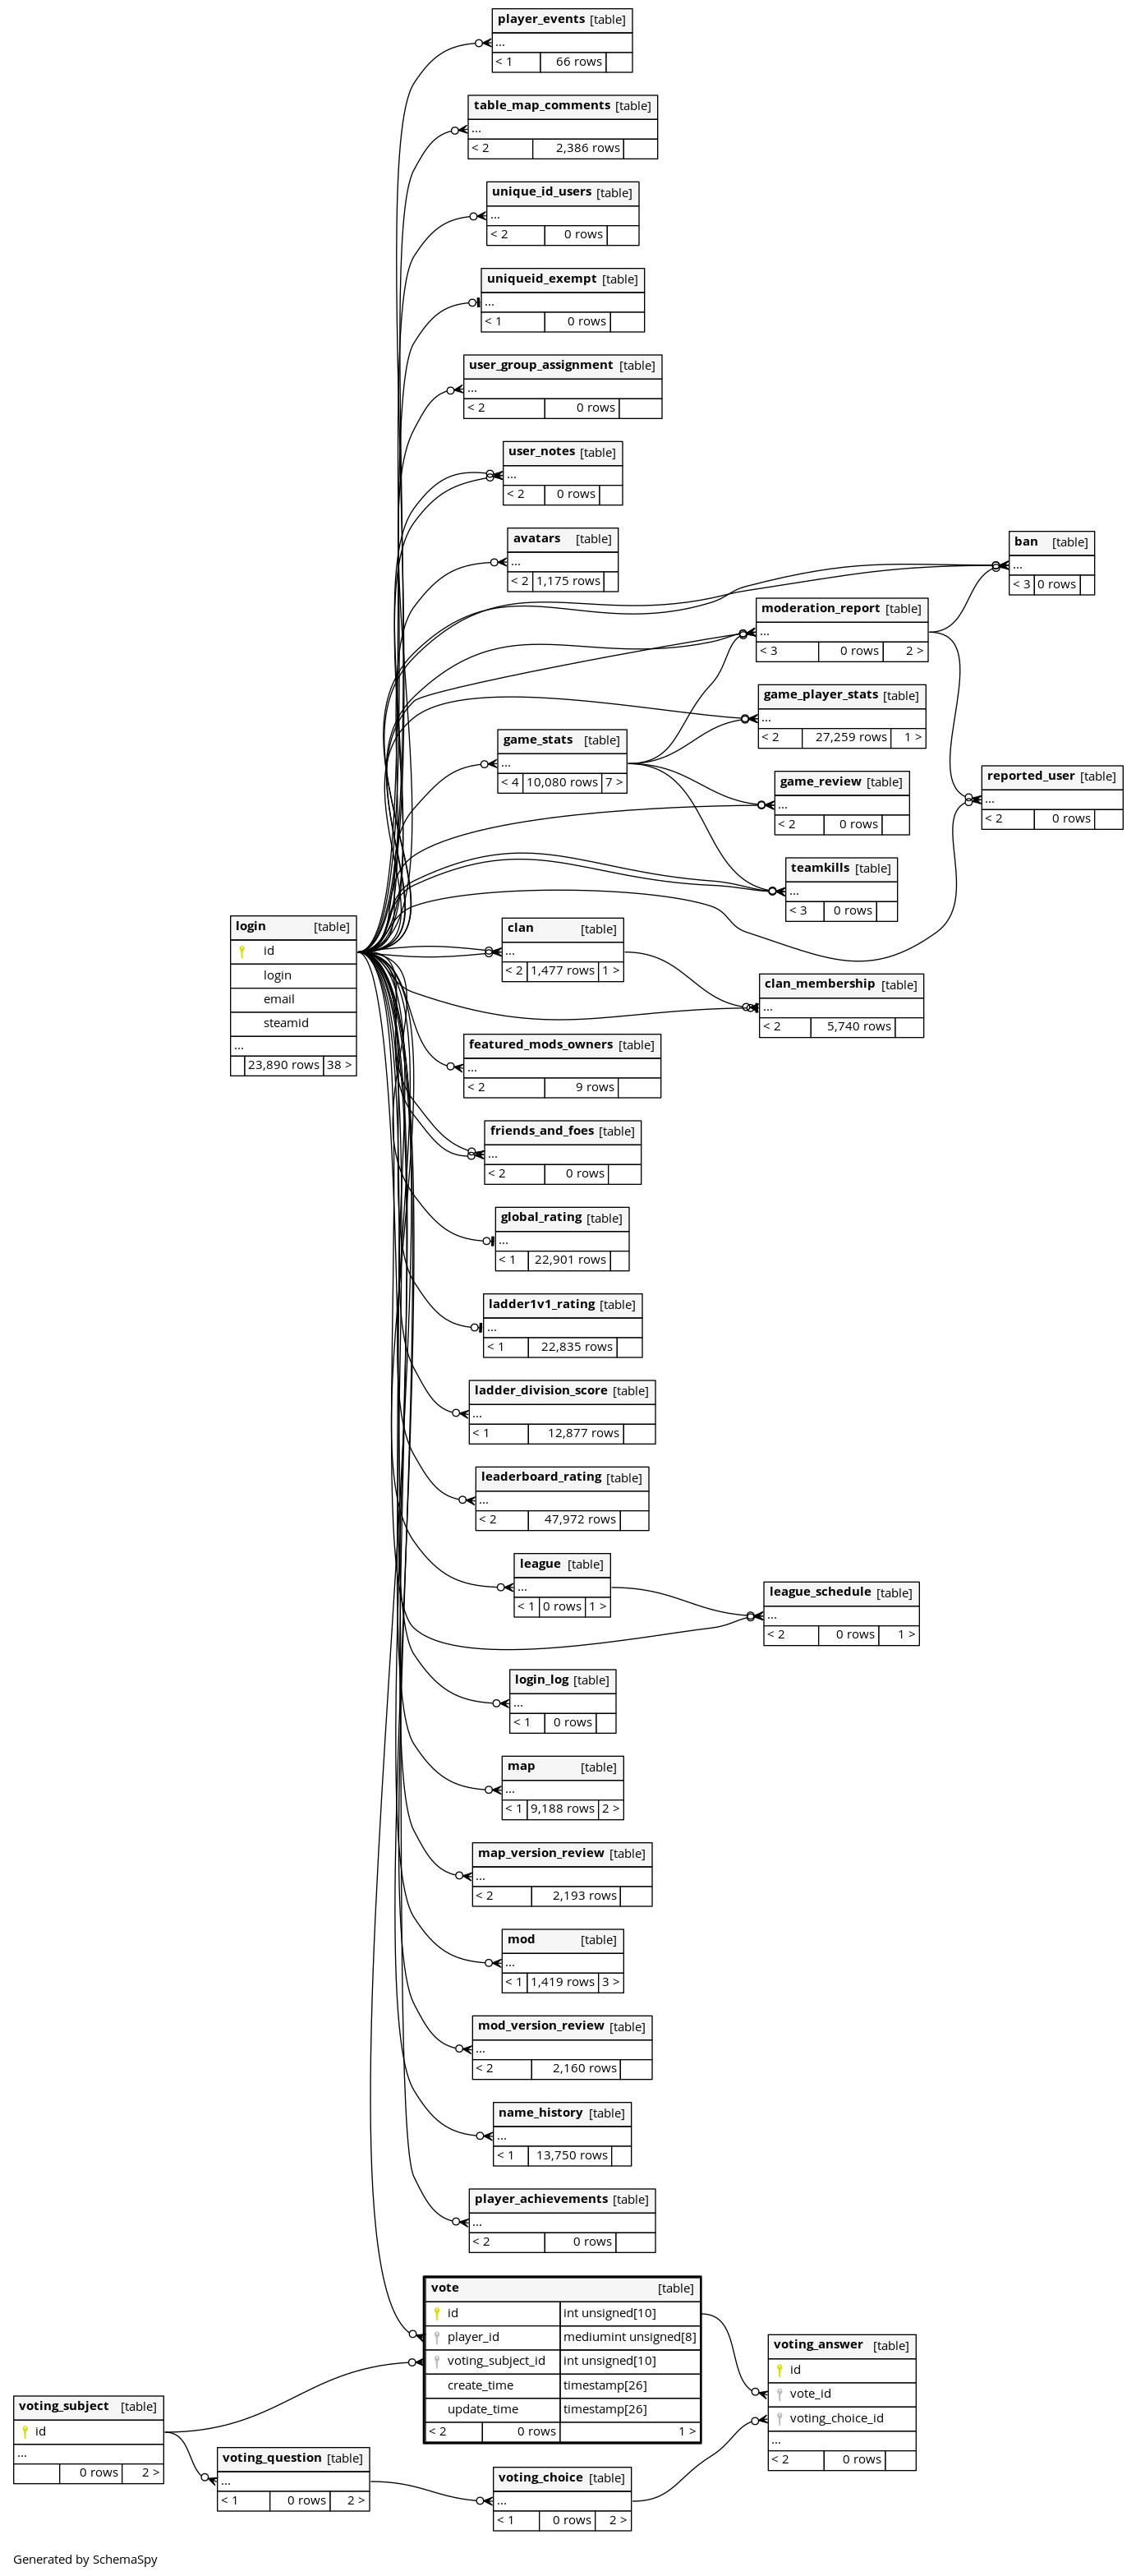 player_events [table]
...
< 1 66 rows
table_map_comments [table]
...
< 2 2,386 rows
unique_id_users [table]
...
< 2 0 rows
uniqueid_exempt [table]
...
< 1 0 rows
user_group_assignment [table]
...
< 2 0 rows
user_notes [table]
...
< 2 0 rows
avatars [table]
...
< 2 1,175 rows
ban [table]
...
< 3 0 rows
moderation_report [table]
...
< 3 0 rows 2 >
game_player_stats [table]
...
< 2 27,259 rows 1 >
game_stats [table]
...
< 4 10,080 rows 7 >
game_review [table]
...
< 2 0 rows
reported_user [table]
...
< 2 0 rows
teamkills [table]
...
< 3 0 rows
login [table]
id
login
email
steamid
...
23,890 rows 38 >
clan [table]
...
< 2 1,477 rows 1 >
clan_membership [table]
...
< 2 5,740 rows
featured_mods_owners [table]
...
< 2 9 rows
friends_and_foes [table]
...
< 2 0 rows
global_rating [table]
...
< 1 22,901 rows
ladder1v1_rating [table]
...
< 1 22,835 rows
ladder_division_score [table]
...
< 1 12,877 rows
leaderboard_rating [table]
...
< 2 47,972 rows
league [table]
...
< 1 0 rows 1 >
league_schedule [table]
...
< 2 0 rows 1 >
login_log [table]
...
< 1 0 rows
map [table]
...
< 1 9,188 rows 2 >
map_version_review [table]
...
< 2 2,193 rows
mod [table]
...
< 1 1,419 rows 3 >
mod_version_review [table]
...
< 2 2,160 rows
name_history [table]
...
< 1 13,750 rows
player_achievements [table]
...
< 2 0 rows
vote [table]
id int unsigned[10]
player_id mediumint unsigned[8]
voting_subject_id int unsigned[10]
create_time timestamp[26]
update_time timestamp[26]
< 2 0 rows 1 >
voting_answer [table]
id
vote_id
voting_choice_id
...
< 2 0 rows
voting_subject [table]
id
...
0 rows 2 >
voting_question [table]
...
< 1 0 rows 2 >
voting_choice [table]
...
< 1 0 rows 2 >
Generated by SchemaSpy